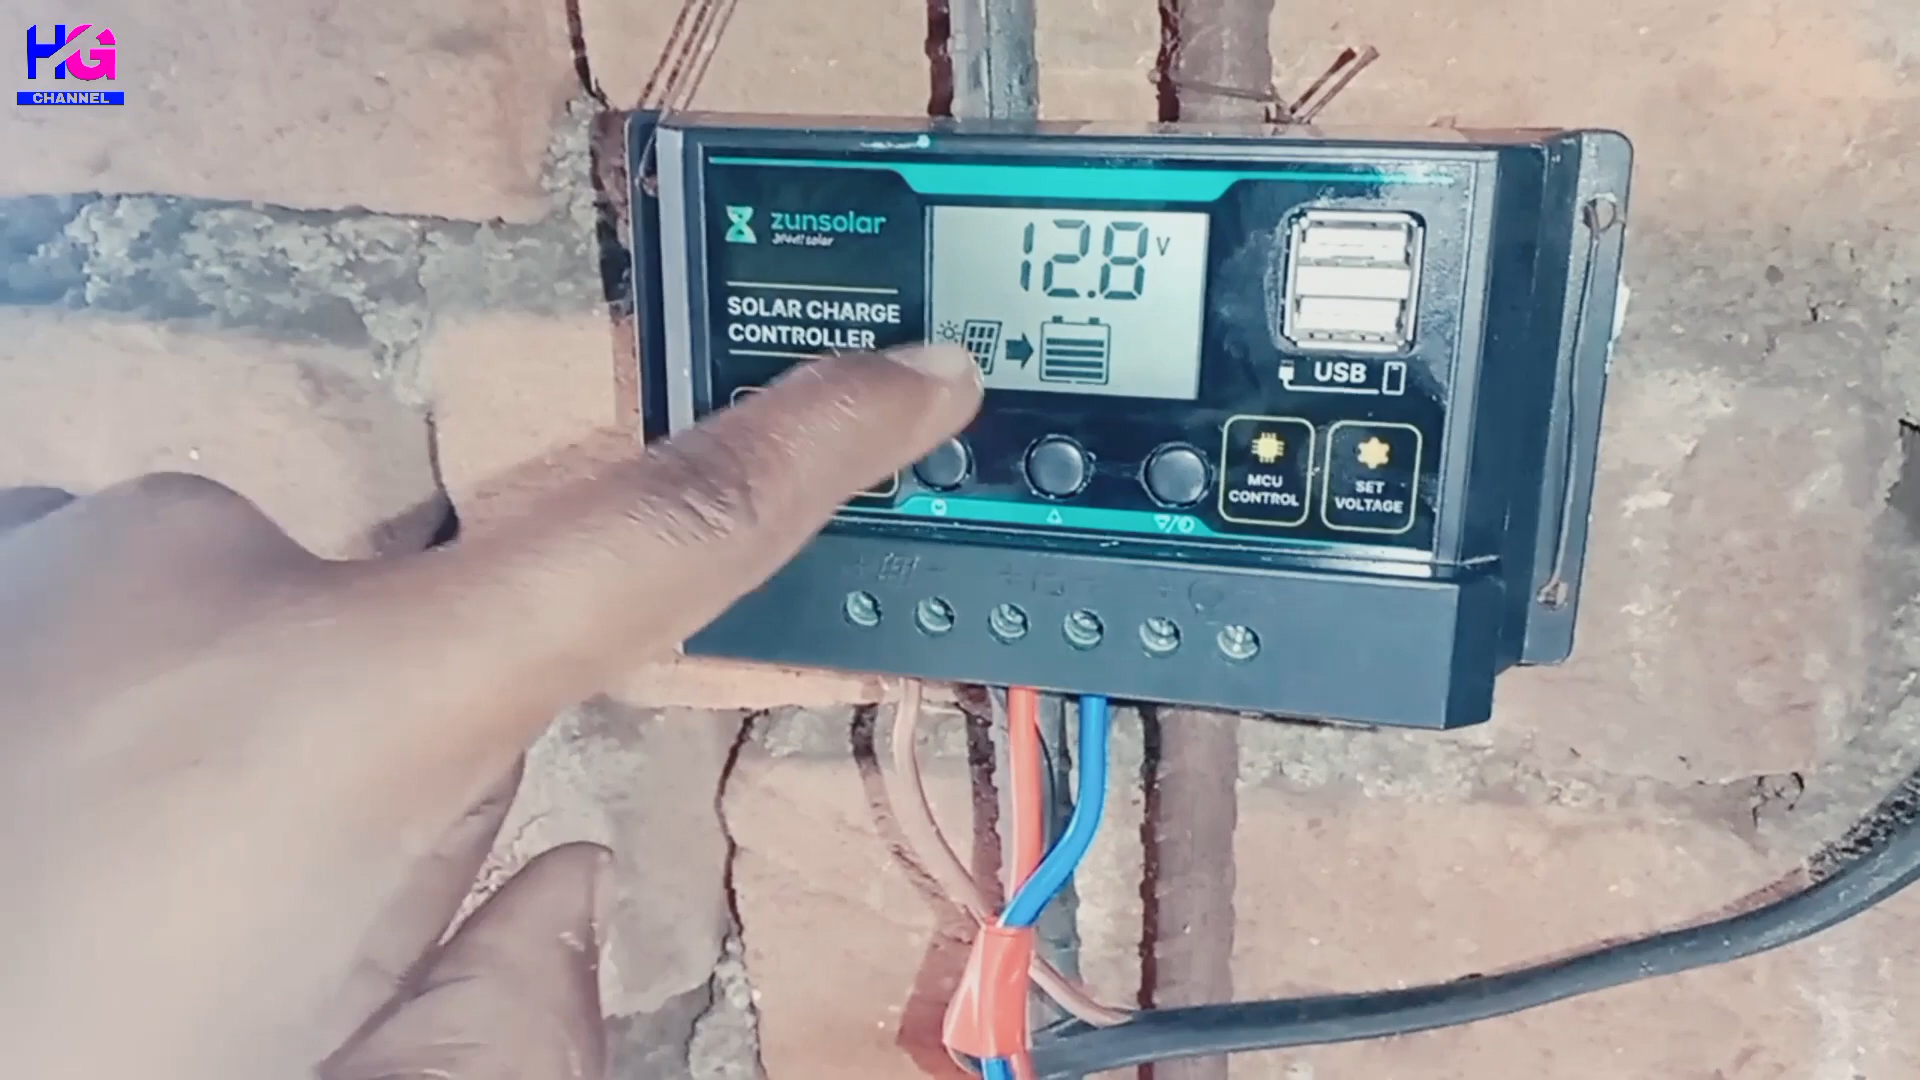 HG
CHANNEL
zunsolar
SOLAR CHARGE
CONTROLLER
12.8 V
USB
MCU
CONTROL
SET
VOLTAGE